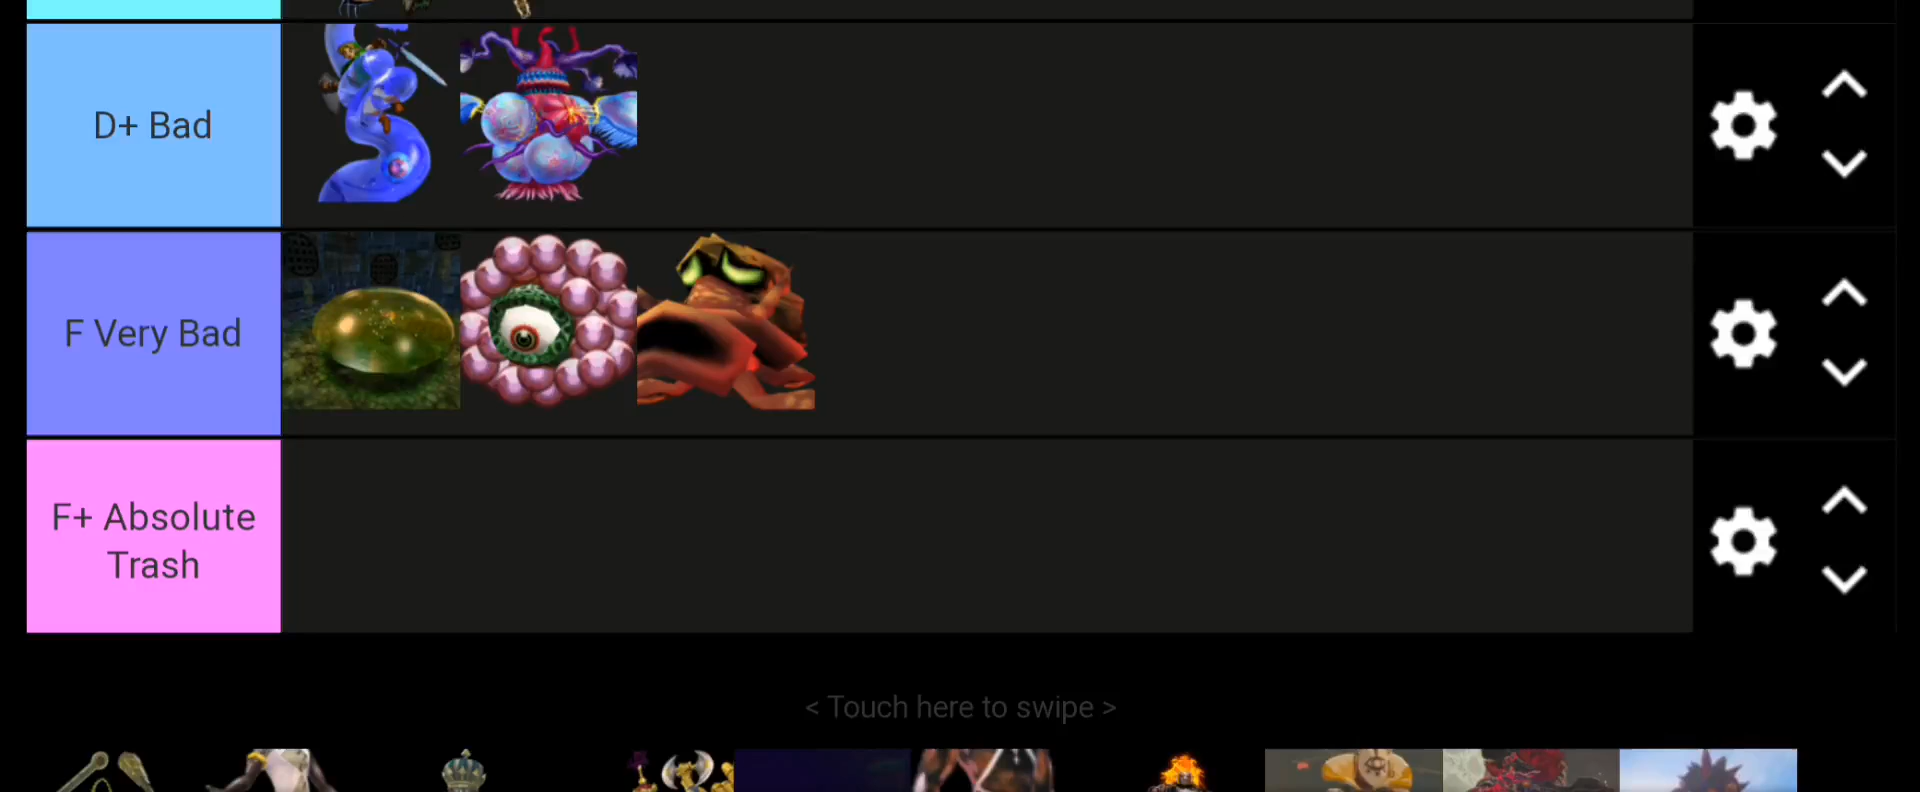 D+ Bad
F Very Bad
F+ Absolute
Trash
< Touch here to swipe >